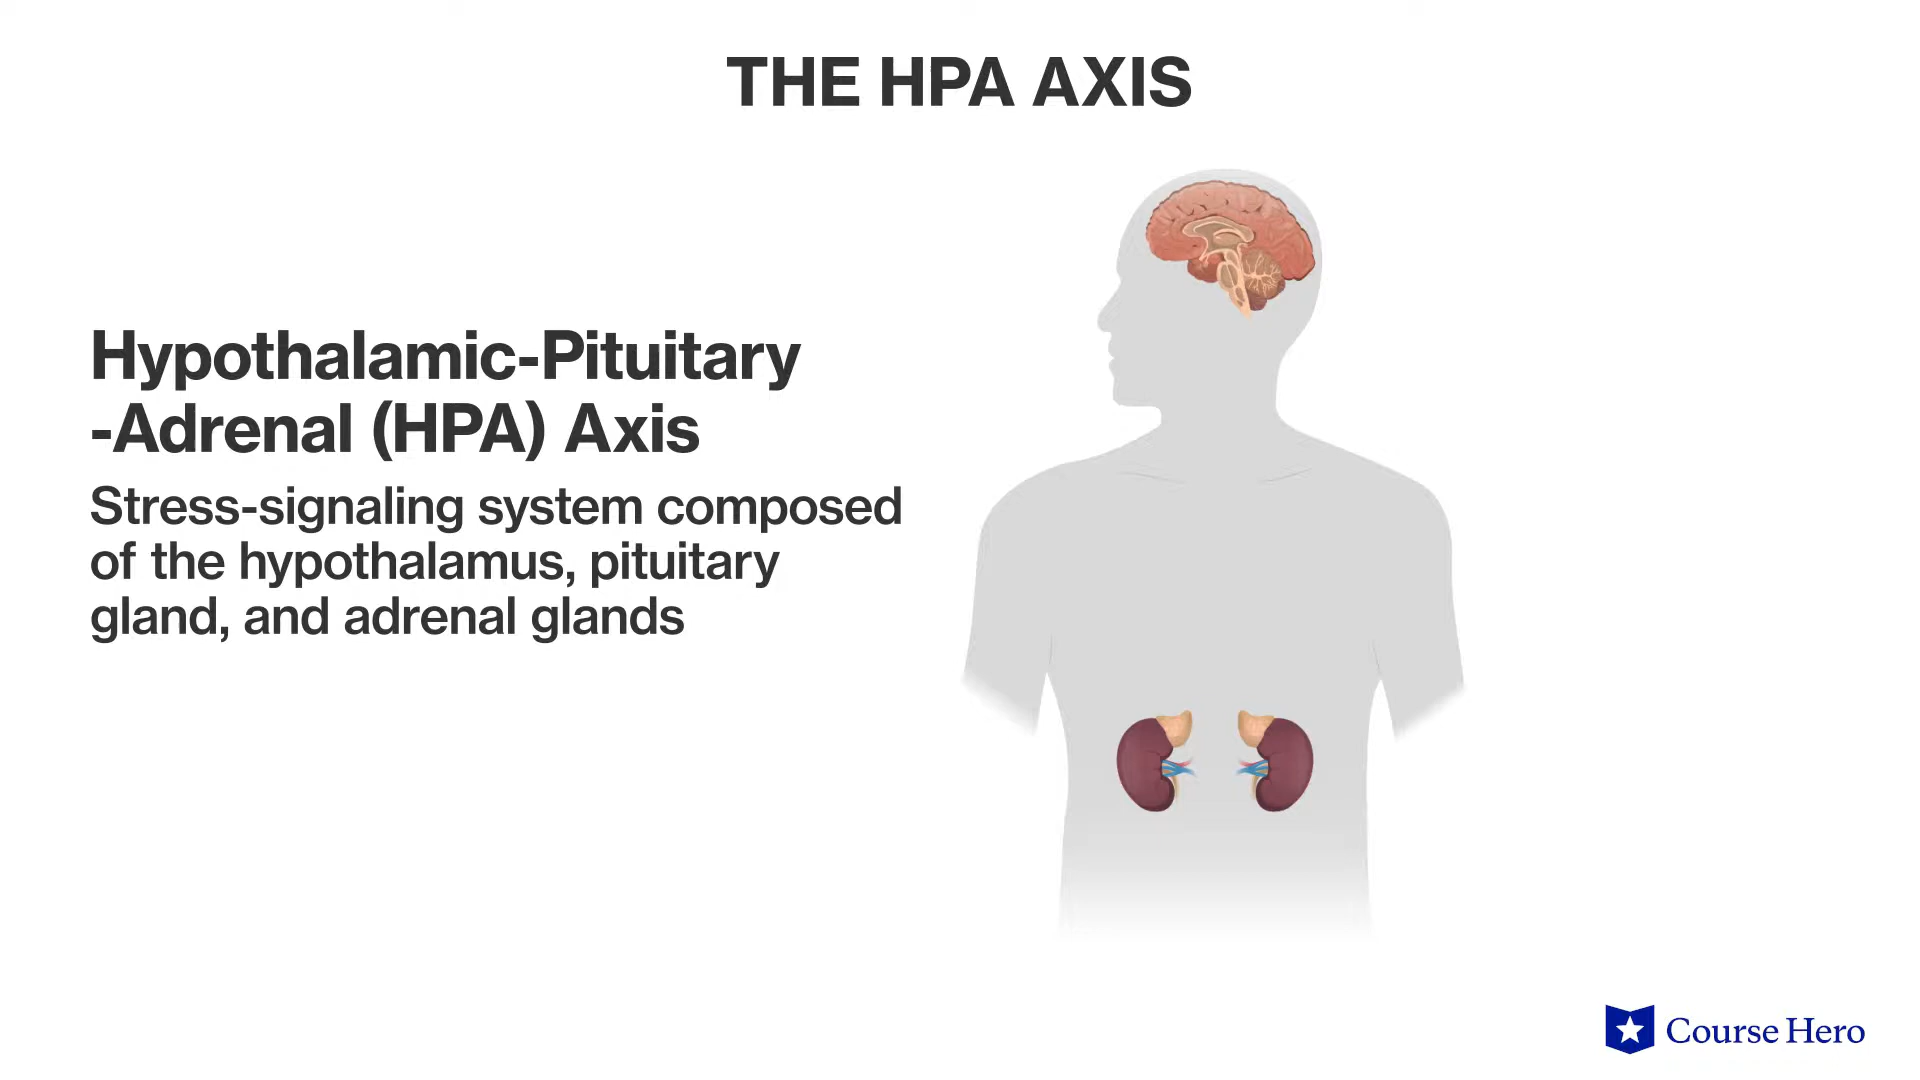 THE HPA AXIS
Hypothalamic-Pituitary
-Adrenal (HPA) Axis
Stress-signaling system composed
of the hypothalamus, pituitary
gland, and adrenal glands
Course Hero